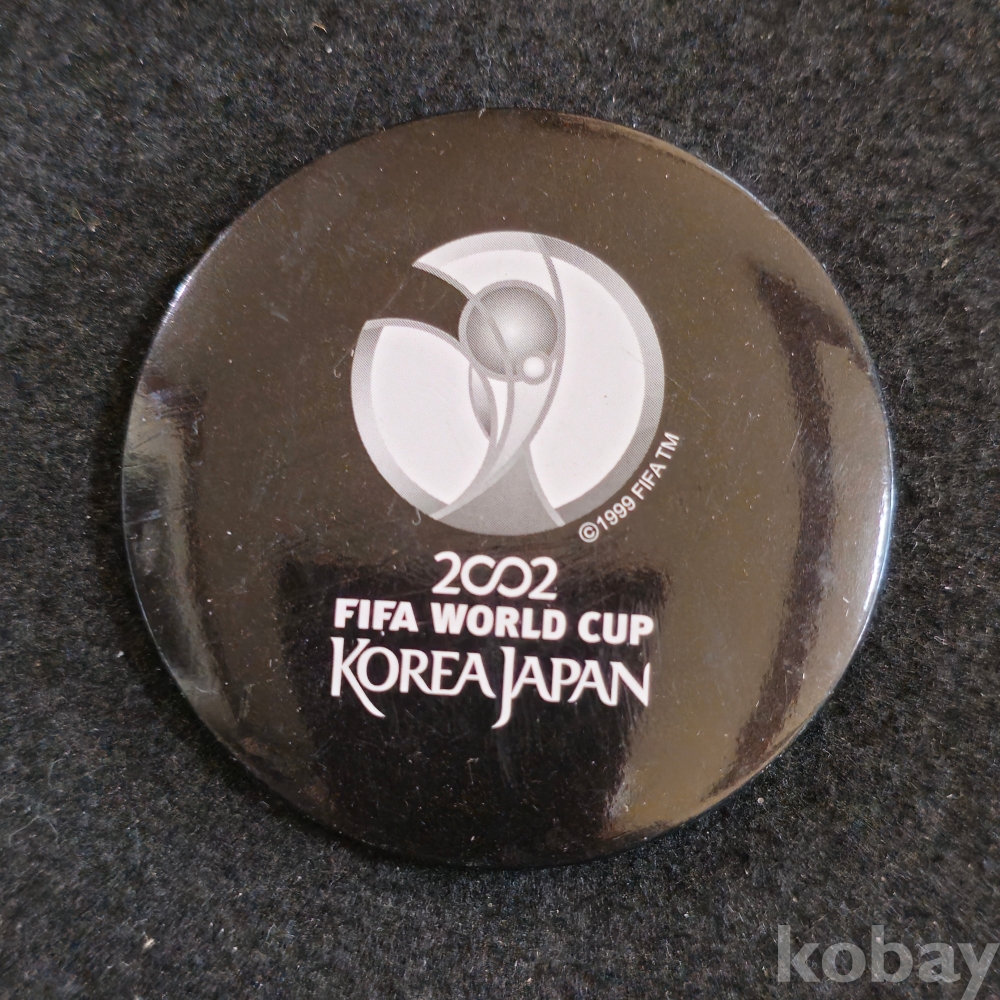 ©1999 FIFA TM
2002
FIFA WORLD CUP
KOREA JAPAN
kobay